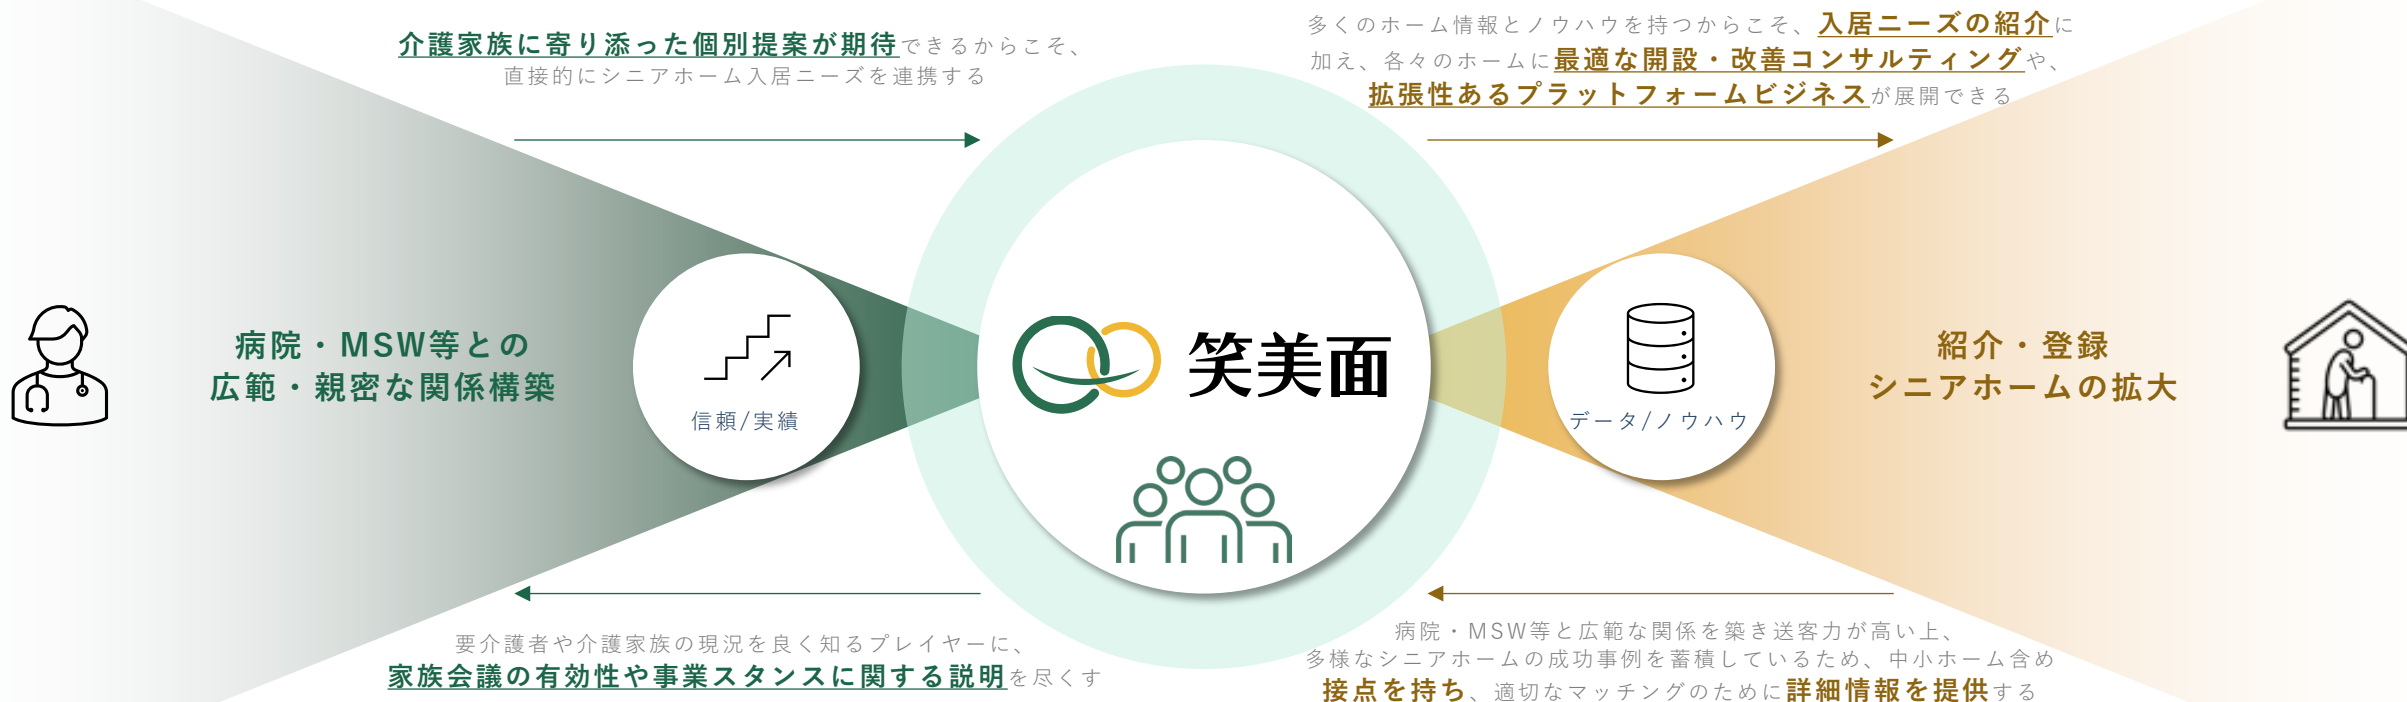 介護家族に寄り添った個別提案が期待できるからこそ、
直接的にシニアホーム入居ニーズを連携する
多くのホーム情報とノウハウを持つからこそ、入居ニーズの紹介に
加え、各々のホームに最適な開設・改善コンサルティングや、
拡張性あるプラットフォームビジネスが展開できる
病院・MSW等との
広範・親密な関係構築
信頼/実績
笑美面
データ/ノウハウ
紹介・登録
シニアホームの拡大
要介護者や介護家族の現況を良く知るプレイヤーに、
家族会議の有効性や事業スタンスに関する説明を尽くす
病院・MSW等と広範な関係を築き送客力が高い上、
多様なシニアホームの成功事例を蓄積しているため、中小ホーム含め
接点を持ち、適切なマッチングのために詳細情報を提供する